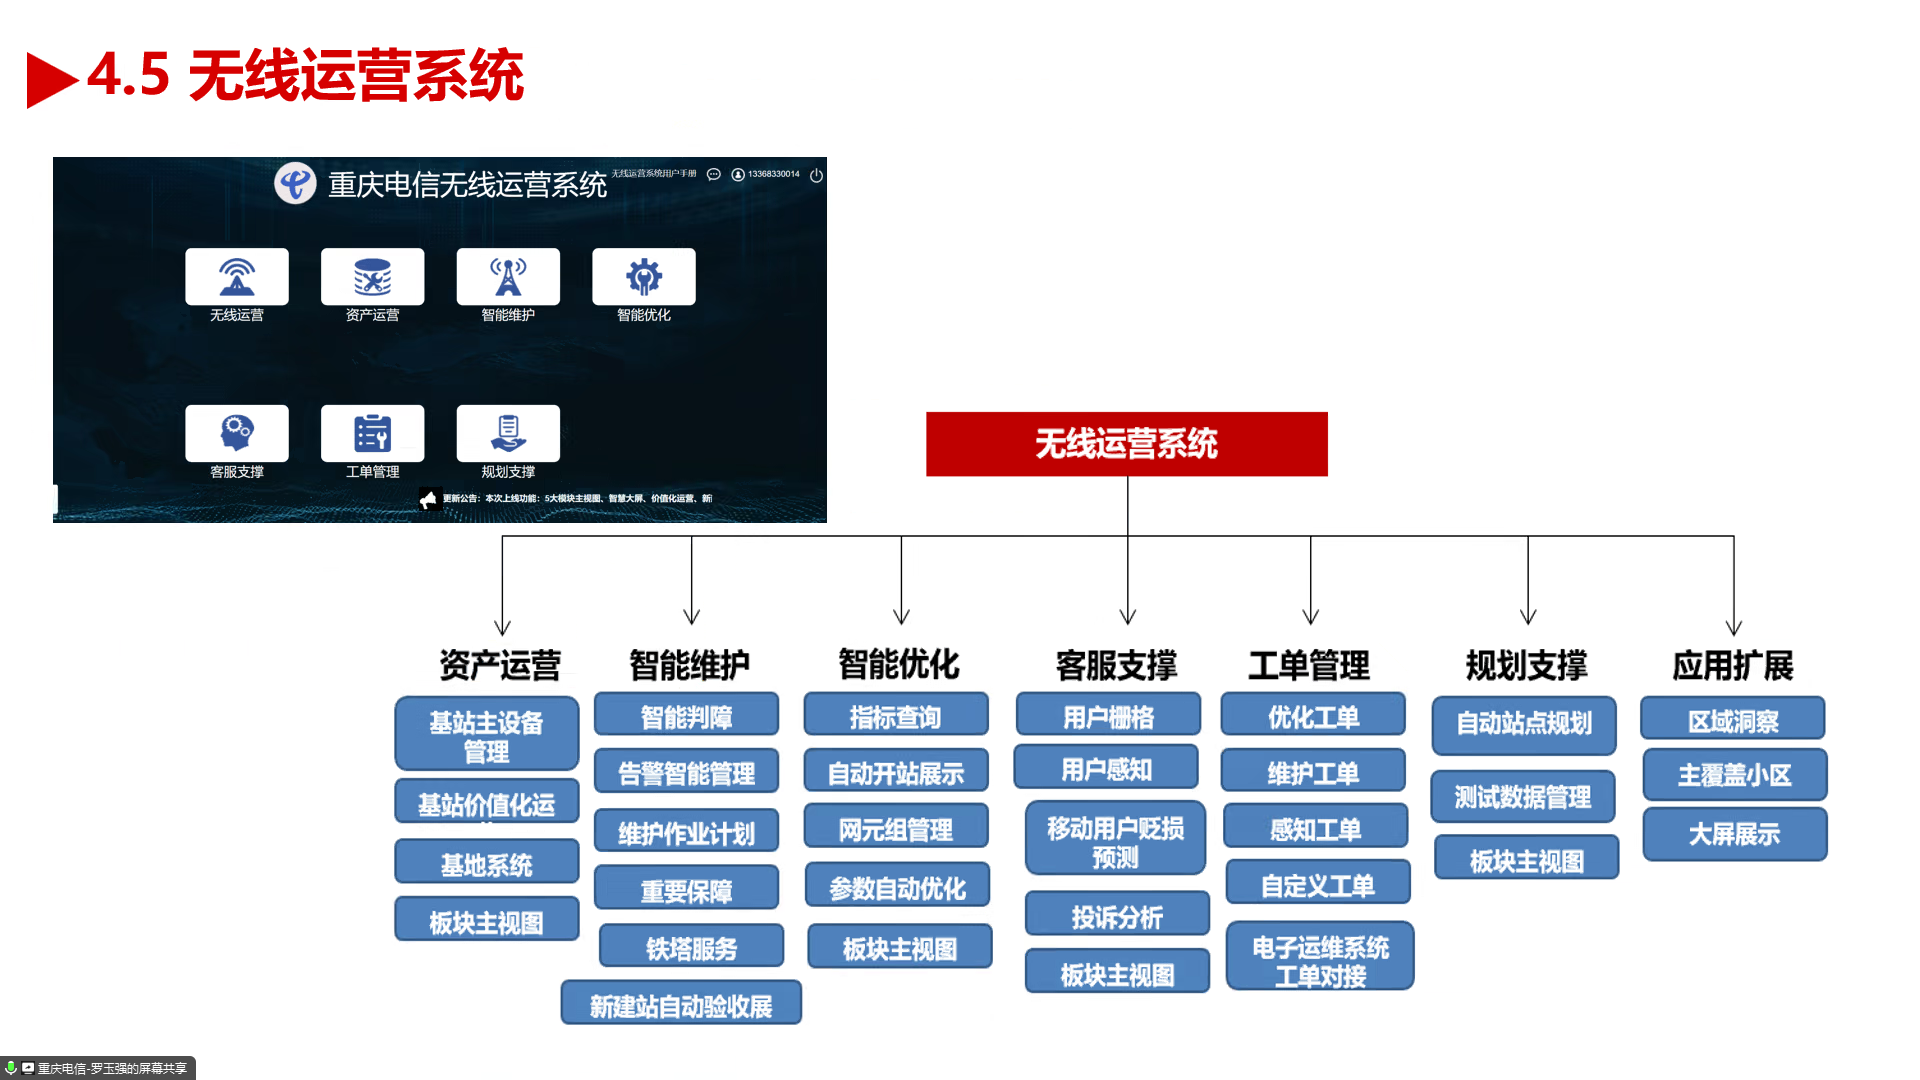 4.5 无线运营系统
重庆电信无线运营系统
无线运营系统用户手册
13368330014
无线运营
资产运营
智能维护
智能优化
客服支撑
工单管理
规划支撑
更新公告：本次上线功能：5大模块主视图、智慧大屏、价值化运营、新
无线运营系统
资产运营
基站主设备
管理
基站价值化运
基地系统
板块主视图
智能维护
智能判障
告警智能管理
维护作业计划
重要保障
铁塔服务
新建站自动验收展
智能优化
指标查询
自动开站展示
网元组管理
参数自动优化
板块主视图
客服支撑
用户栅格
用户感知
移动用户贬损
预测
投诉分析
板块主视图
工单管理
优化工单
维护工单
感知工单
自定义工单
电子运维系统
工单对接
规划支撑
自动站点规划
测试数据管理
板块主视图
应用扩展
区域洞察
主覆盖小区
大屏展示
重庆电信-罗玉强的屏幕共享